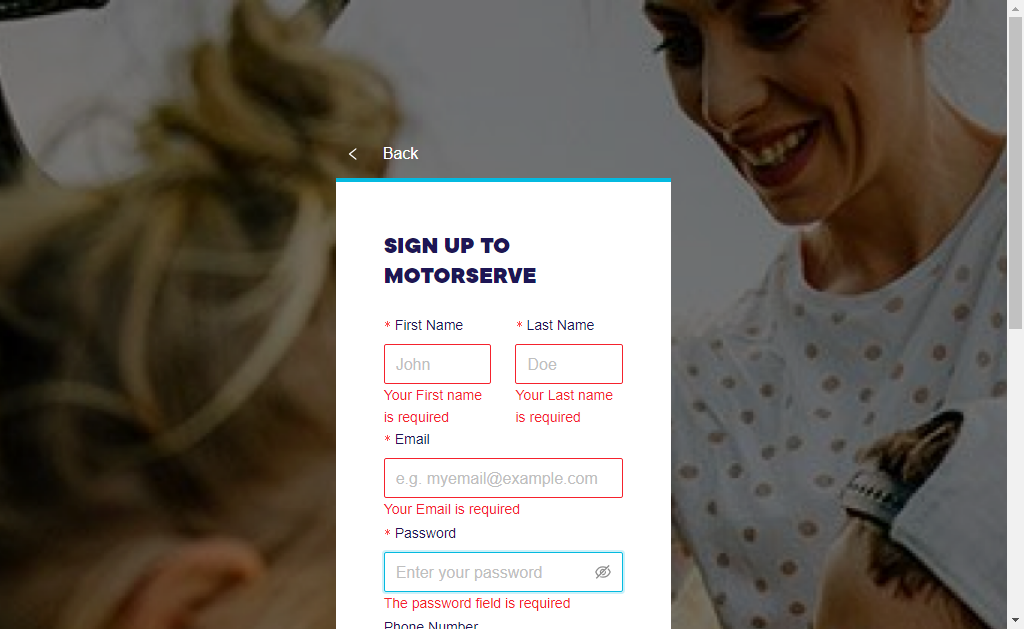 Back
SIGN UP TO
MOTORSERVE
* First Name
* Last Name
John
Doe
Your First name
is required
Your Last name
is required
* Email
e.g. myemail@example.com
Your Email is required
* Password
Enter your password
The password field is required
Phone Number